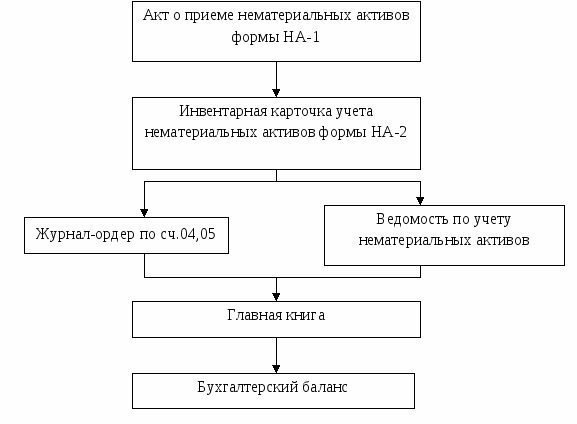 Акт о приеме нематериальных активов
формы НА-1
Инвентарная карточка учета
нематериальных активов формы НА-2
Журнал-ордер по сч.04,05
Ведомость по учету
нематериальных активов
Главная книга
Бухгалтерский баланс